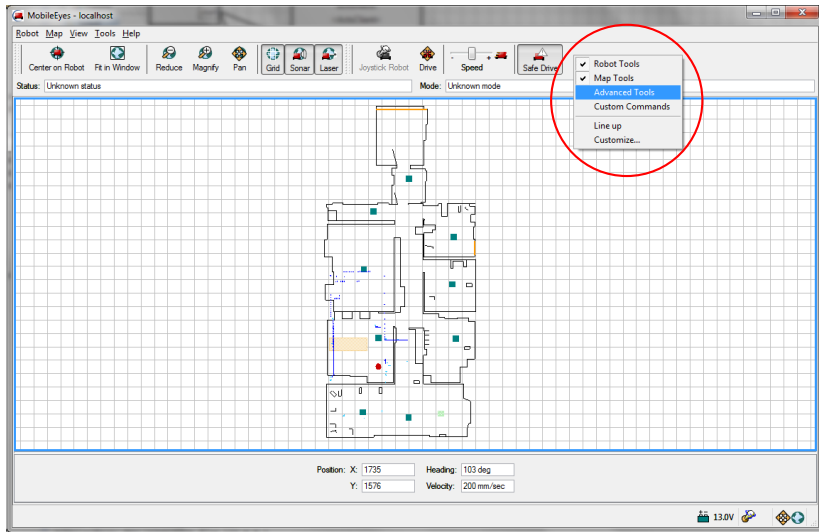 MobileEyes - localhost
Robot Map View Tools Help
Center on Robot Fit in Window Reduce Magnify Pan Grid Sonar Laser Joystick Robot Drive Speed Safe Drive
Status: Unknown status Mode: Unknown mode
Robot Tools
Map Tools
Advanced Tools
Custom Commands
Line up
Customize...
Position: X: 1735 Heading: 103 deg
Y: 1576 Velocity: 200 mm/sec
13.0V